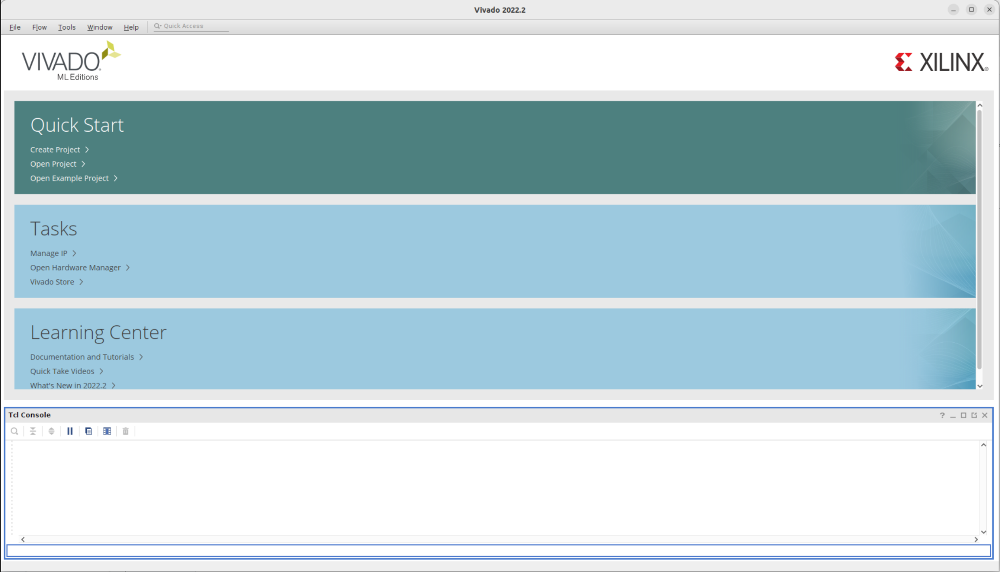 Vivado 2022.2
File Flow Tools Window Help Quick Access
VIVADO.
ML Editions
XILINX®
Quick Start
Create Project
Open Project
Open Example Project
Tasks
Manage IP
Open Hardware Manager
Vivado Store
Learning Center
Documentation and Tutorials
Quick Take Videos
What's New in 2022.2
Tcl Console